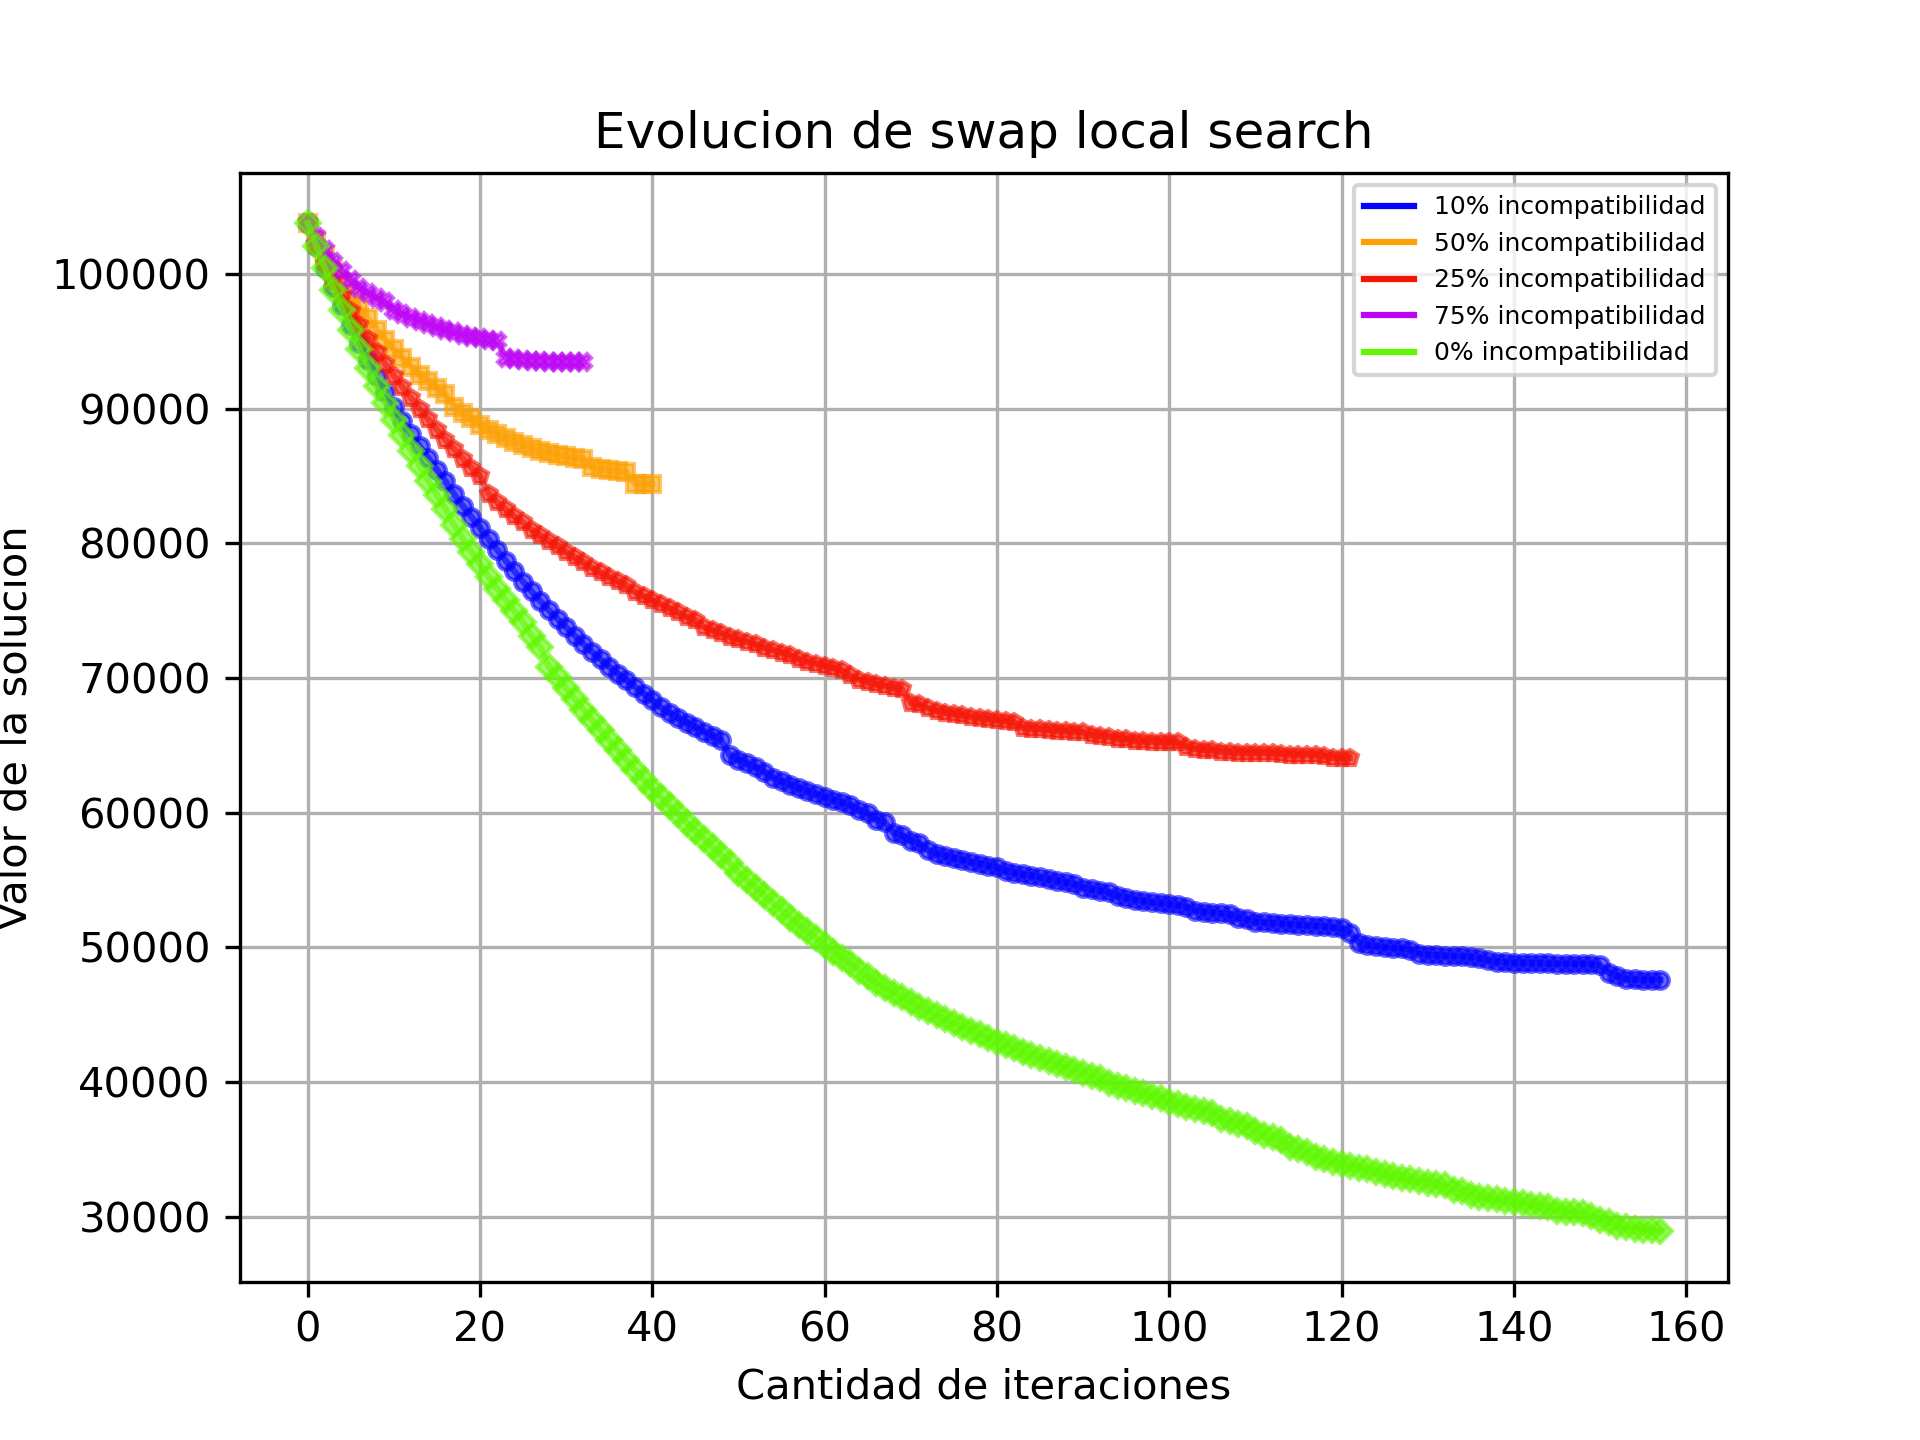 Evolucion de swap local search
10% incompatibilidad
50% incompatibilidad
25% incompatibilidad
75% incompatibilidad
0% incompatibilidad
Valor de la solucion
100000
90000
80000
70000
60000
50000
40000
30000
0 20 40 60 80 100 120 140 160
Cantidad de iteraciones